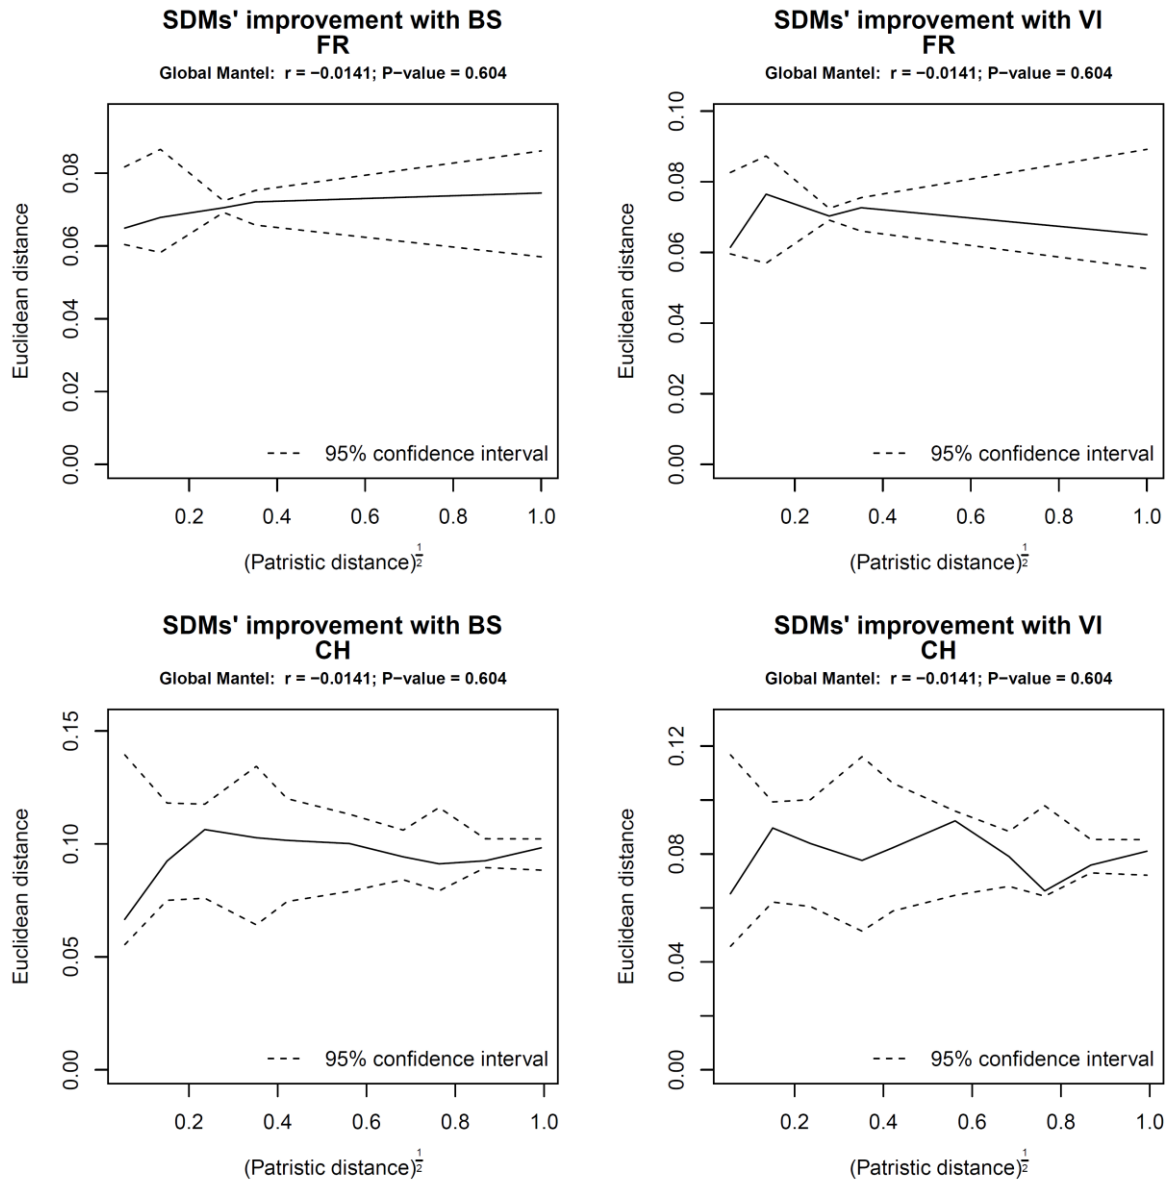 SDMs' improvement with BS
FR
Global Mantel: r = −0.0141; P−value = 0.604
Euclidean distance
0.08
0.06
0.04
0.02
0.00
95% confidence interval
0.2 0.4 0.6 0.8 1.0
(Patristic distance)^1/2
SDMs' improvement with VI
FR
Global Mantel: r = −0.0141; P−value = 0.604
Euclidean distance
0.10
0.08
0.06
0.04
0.02
0.00
95% confidence interval
0.2 0.4 0.6 0.8 1.0
(Patristic distance)^1/2
SDMs' improvement with BS
CH
Global Mantel: r = −0.0141; P−value = 0.604
Euclidean distance
0.15
0.10
0.05
0.00
95% confidence interval
0.2 0.4 0.6 0.8 1.0
(Patristic distance)^1/2
SDMs' improvement with VI
CH
Global Mantel: r = −0.0141; P−value = 0.604
Euclidean distance
0.12
0.08
0.04
0.00
95% confidence interval
0.2 0.4 0.6 0.8 1.0
(Patristic distance)^1/2